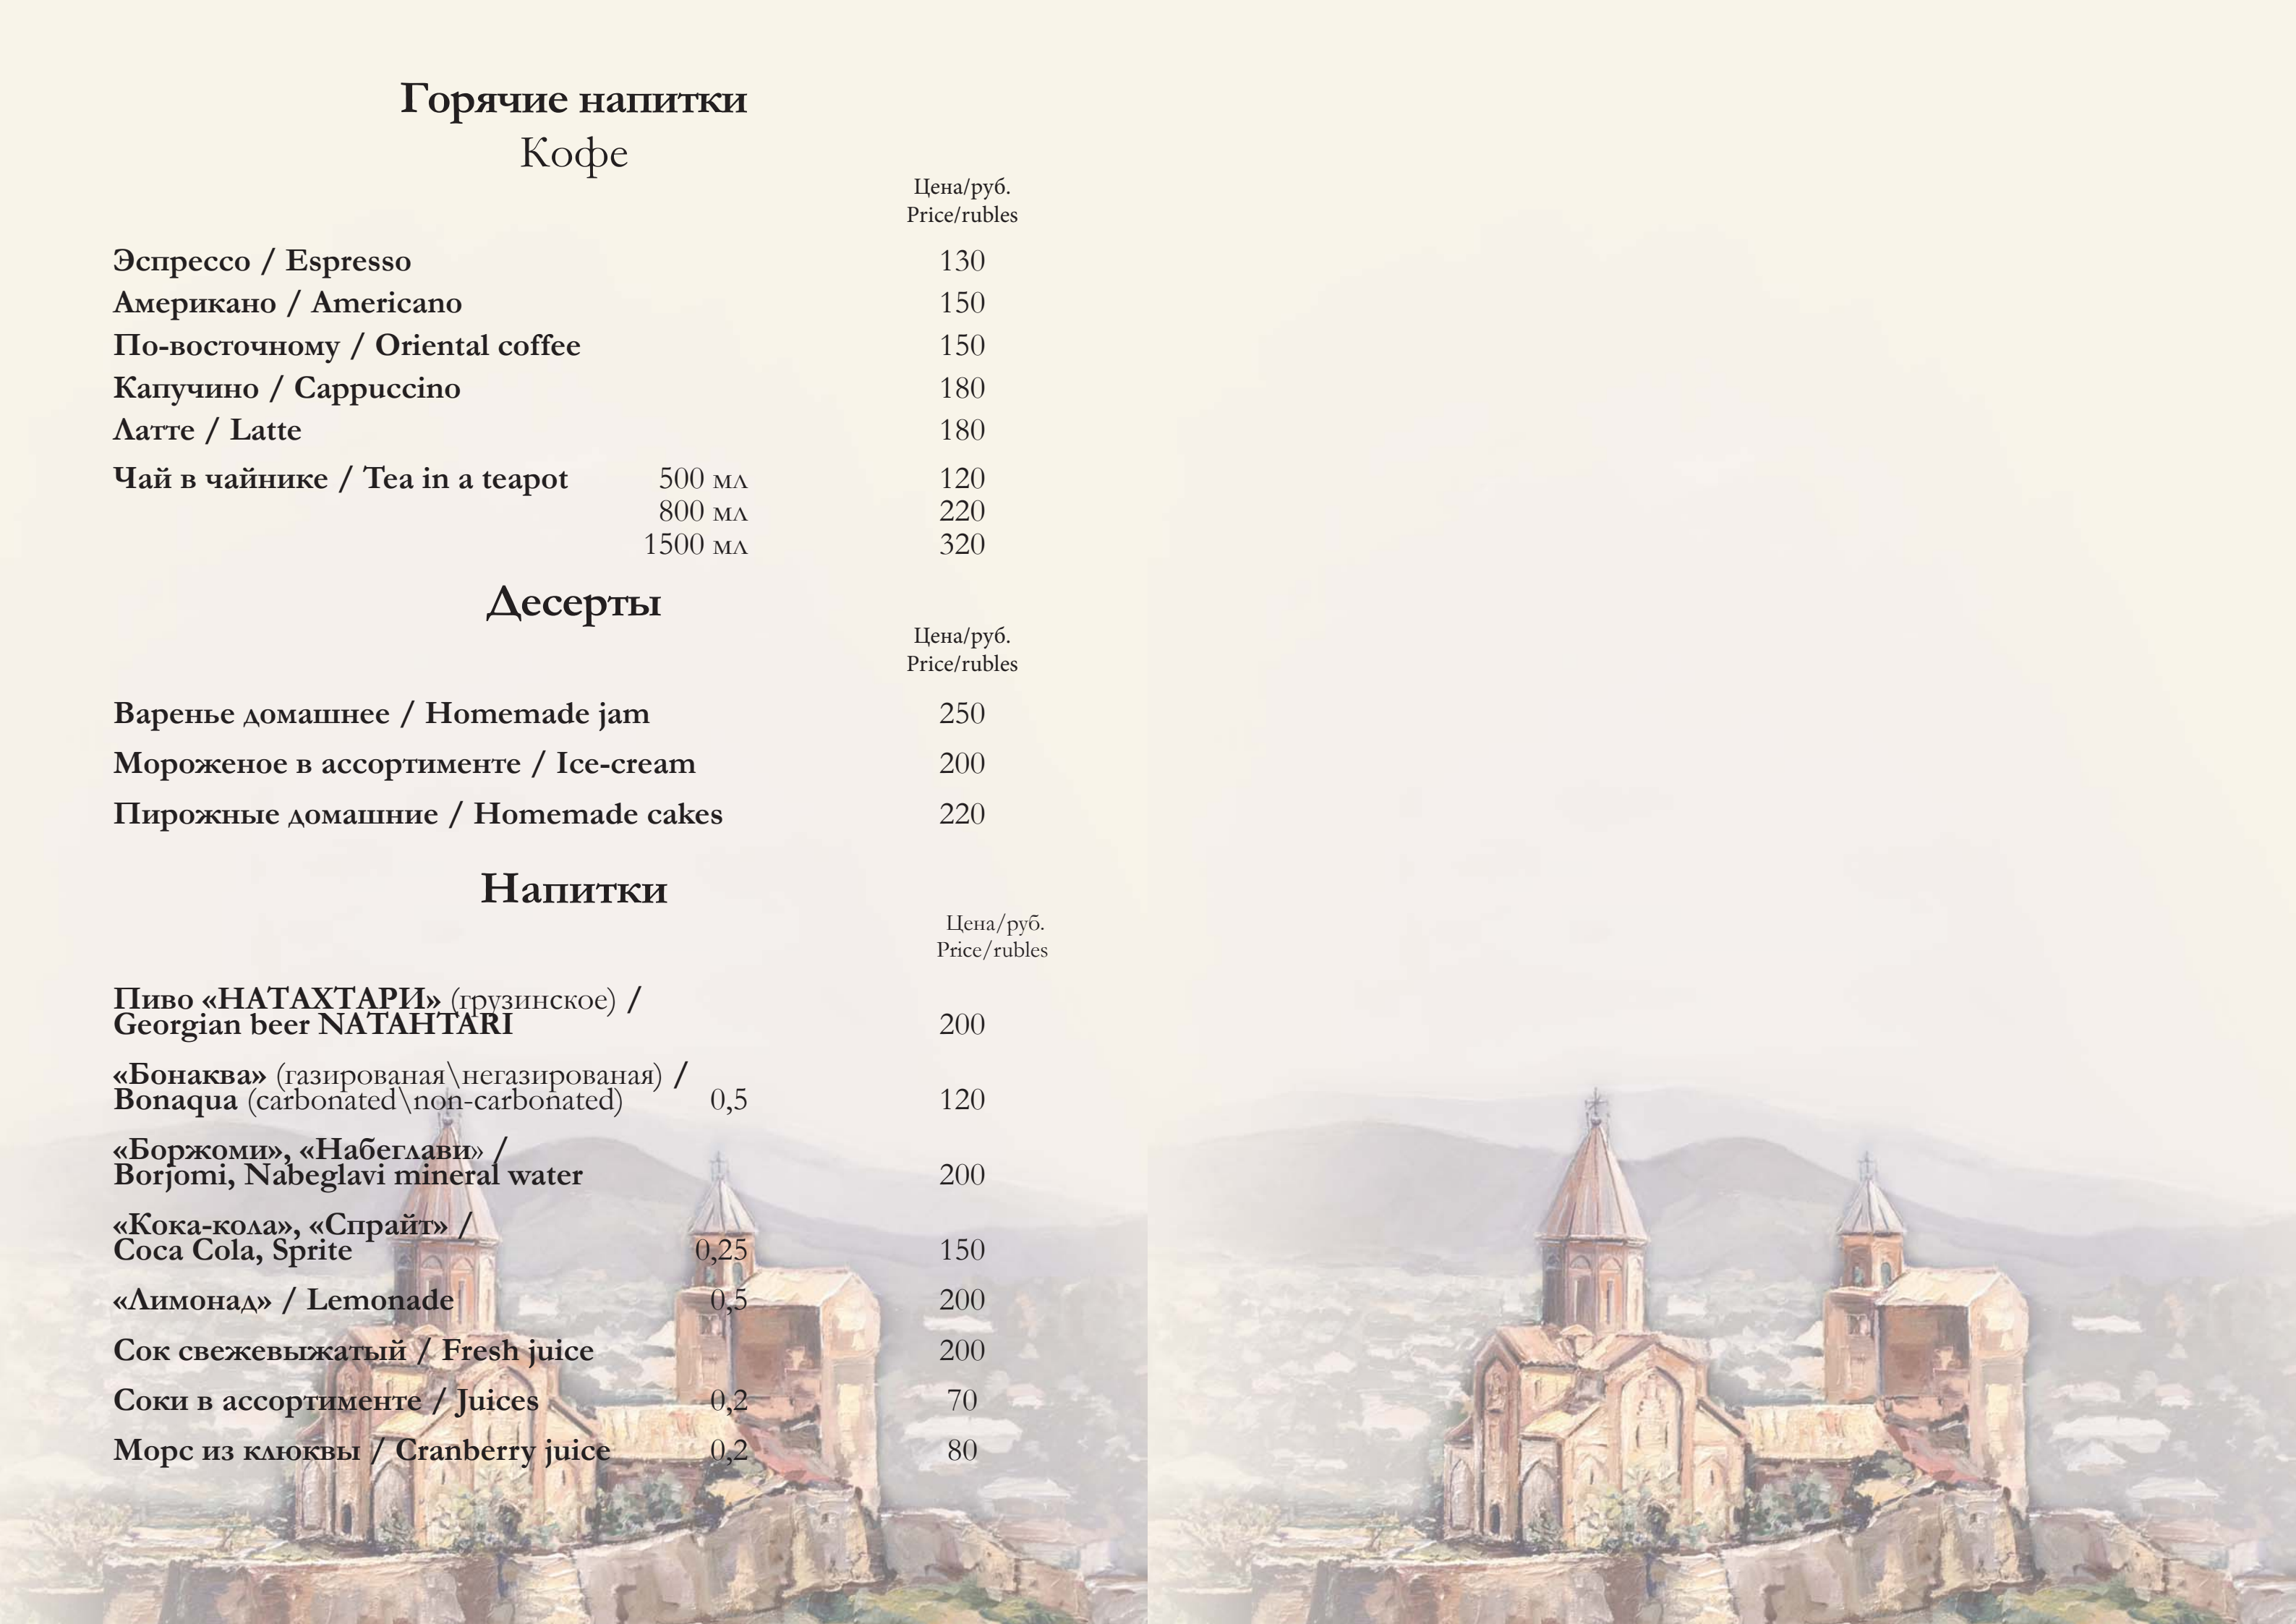 Горячие напитки
Кофе
Цена/руб.
Price/rubles
Эспрессо / Espresso 130
Американо / Americano 150
По-восточному / Oriental coffee 150
Капучино / Cappuccino 180
Латте / Latte 180
Чай в чайнике / Tea in a teapot 500 мл 120
800 мл 220
1500 мл 320
Десерты
Цена/руб.
Price/rubles
Варенье домашнее / Homemade jam 250
Мороженое в ассортименте / Ice-cream 200
Пирожные домашние / Homemade cakes 220
Напитки
Цена/руб.
Price/rubles
Пиво «НАТАХТАРИ» (грузинское) /
Georgian beer NATAHTARI 200
«Бонаква» (газированая\негазированая) /
Bonaqua (carbonated\non-carbonated) 0,5 120
«Боржоми», «Набеглави» /
Borjomi, Nabeglavi mineral water 200
«Кока-кола», «Спрайт» /
Coca Cola, Sprite 0,25 150
«Лимонад» / Lemonade 0,5 200
Сок свежевыжатый / Fresh juice 200
Соки в ассортименте / Juices 0,2 70
Морс из клюквы / Cranberry juice 0,2 80